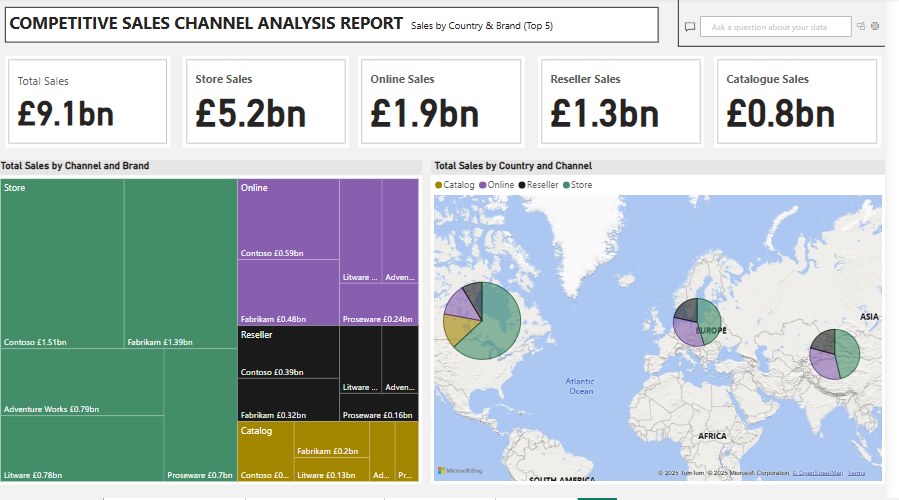 COMPETITIVE SALES CHANNEL ANALYSIS REPORT Sales by Country & Brand (Top 5)
Ask a question about your data
Total Sales
£9.1bn
Store Sales
£5.2bn
Online Sales
£1.9bn
Reseller Sales
£1.3bn
Catalogue Sales
£0.8bn
Total Sales by Channel and Brand
Store
Contoso £1.51bn
Fabrikam £1.39bn
Adventure Works £0.79bn
Litware £0.78bn
Proseware £0.7bn
Online
Contoso £0.59bn
Fabrikam £0.48bn
Litware ...
Adven...
Proseware £0.24bn
Reseller
Contoso £0.39bn
Fabrikam £0.32bn
Litware ...
Adven...
Proseware £0.16bn
Catalog
Contoso £0...
Fabrikam £0.2bn
Litware £0.13bn
Ad...
Pr...
Total Sales by Country and Channel
Catalog Online Reseller Store
EUROPE
ASIA
Atlantic
Ocean
AFRICA
SOUTH AMERICA
Microsoft Bing
© 2025 TomTom, © 2025 Microsoft Corporation, © OpenStreetMap Terms